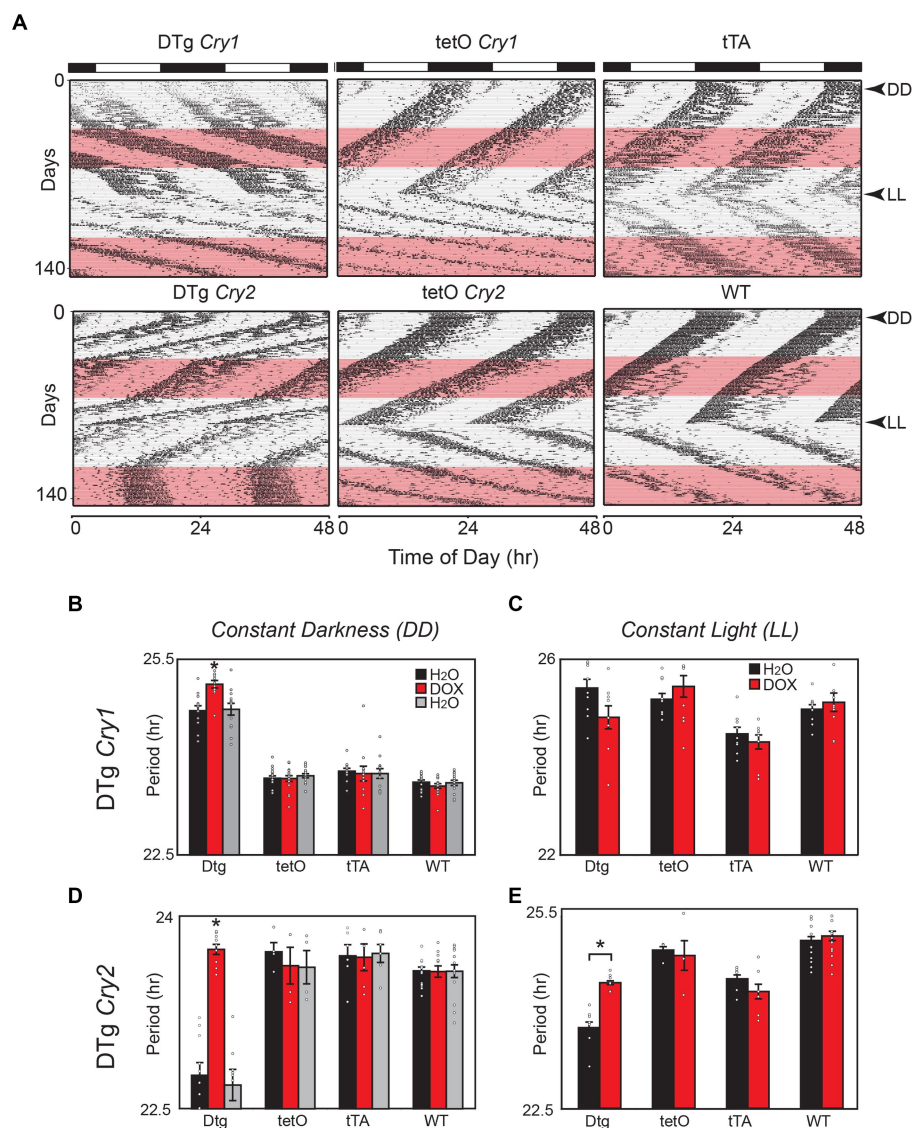 A
DTg Cry1
tetO Cry1
tTA
0
Days
140
DD
LL
DTg Cry2
tetO Cry2
WT
0
Days
140
DD
LL
0 24 48
0 24 48
0 24 48
Time of Day (hr)
B
C
Constant Darkness (DD)
Constant Light (LL)
DTg Cry1
25.5
Period (hr)
22.5
*
H2O
DOX
H2O
Dtg tetO tTA WT
26
Period (hr)
22
H2O
DOX
Dtg tetO tTA WT
D
E
DTg Cry2
24
Period (hr)
22.5
*
Dtg tetO tTA WT
25.5
Period (hr)
22.5
*
Dtg tetO tTA WT